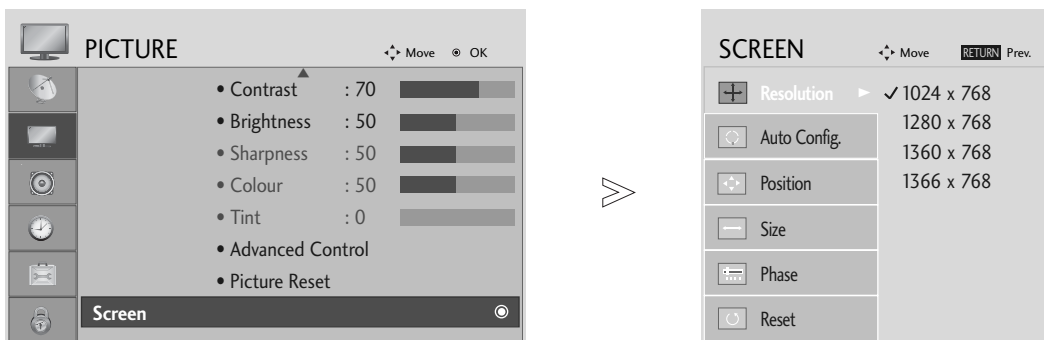 PICTURE
Move
OK
• Contrast : 70
• Brightness : 50
• Sharpness : 50
• Colour : 50
• Tint : 0
• Advanced Control
• Picture Reset
Screen
SCREEN
Move
RETURN Prev.
Resolution
✓ 1024 x 768
1280 x 768
1360 x 768
1366 x 768
Auto Config.
Position
Size
Phase
Reset